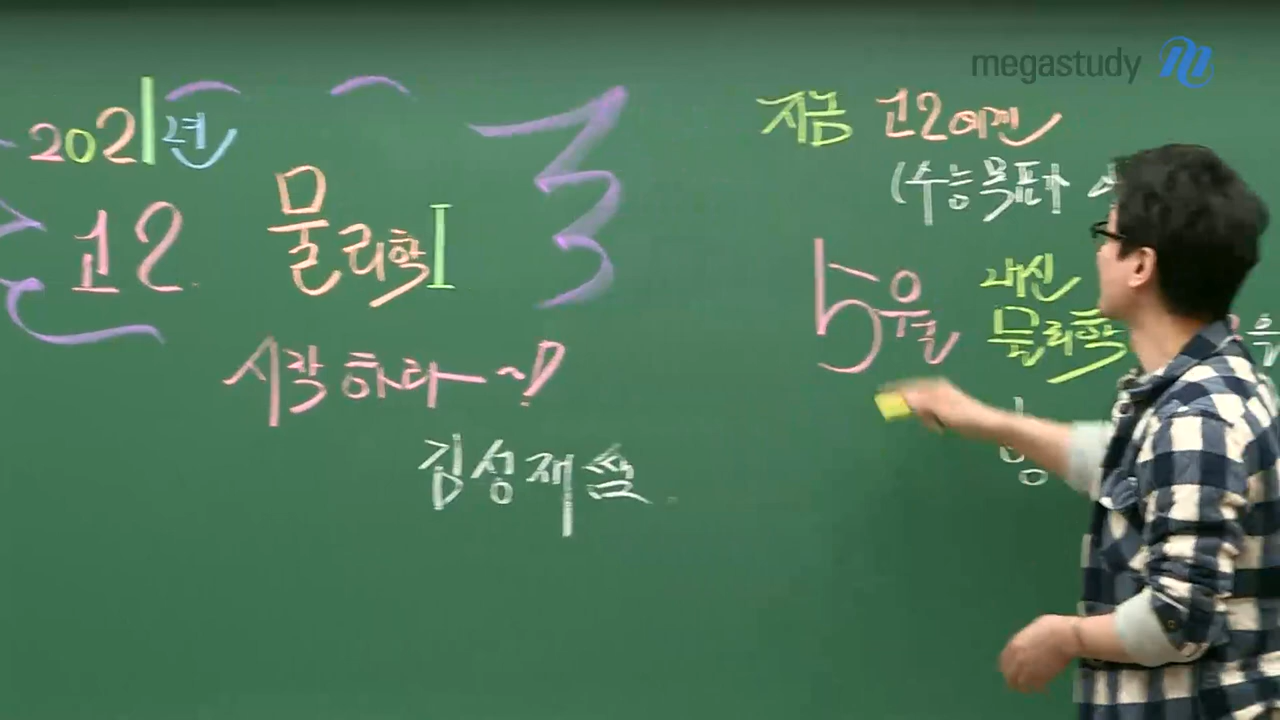 megastudy
2021년
고2 물리학I
시작하다~!
김성재 쌤
지금 고2에겐
(수능목표
5월
내신
물리학